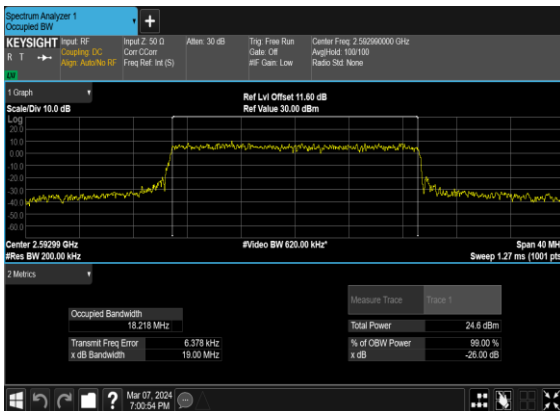 Spectrum Analyzer 1
Occupied BW
+
KEYSIGHT
R T
LV
Input: RF
Coupling: DC
Align: Auto/No RF
Input Z: 50 Ω
Corr CCorr
Freq Ref: Int (S)
Atten: 30 dB
Trig: Free Run
Gate: Off
#IF Gain: Low
Center Freq: 2.592990000 GHz
Avg|Hold: 100/100
Radio Std: None
1 Graph
Scale/Div 10.0 dB
Ref Lvl Offset 11.60 dB
Ref Value 30.00 dBm
Log
20.0
10.0
0.00
-10.0
-20.0
-30.0
-40.0
-50.0
-60.0
Center 2.59299 GHz
#Res BW 200.00 kHz
#Video BW 620.00 kHz*
Span 40 MH
Sweep 1.27 ms (1001 pts
2 Metrics
Measure Trace
Trace 1
Occupied Bandwidth
18.218 MHz
Total Power
24.6 dBm
Transmit Freq Error
6.378 kHz
% of OBW Power
99.00 %
x dB Bandwidth
19.00 MHz
x dB
-26.00 dB
?
Mar 07, 2024
7:00:54 PM